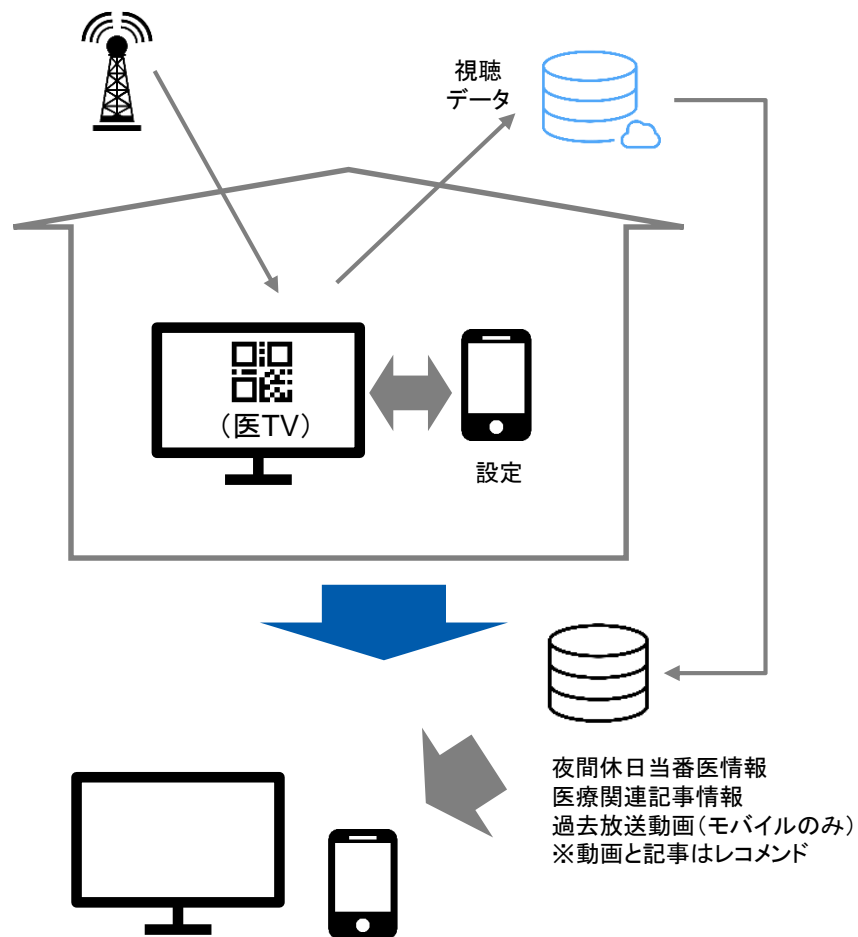 視聴
データ
（医TV）
設定
夜間休日当番医情報
医療関連記事情報
過去放送動画（モバイルのみ）
※動画と記事はレコメンド